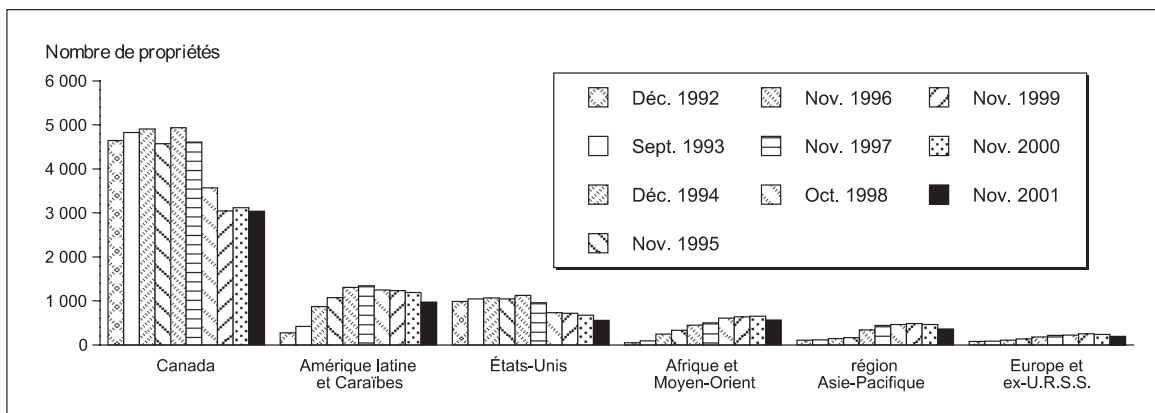 Nombre de propriétés
6 000
5 000
4 000
3 000
2 000
1 000
0
Déc. 1992
Sept. 1993
Déc. 1994
Nov. 1995
Nov. 1996
Nov. 1997
Oct. 1998
Nov. 1999
Nov. 2000
Nov. 2001
Canada
Amérique latine
et Caraïbes
États-Unis
Afrique et
Moyen-Orient
région
Asie-Pacifique
Europe et
ex-U.R.S.S.